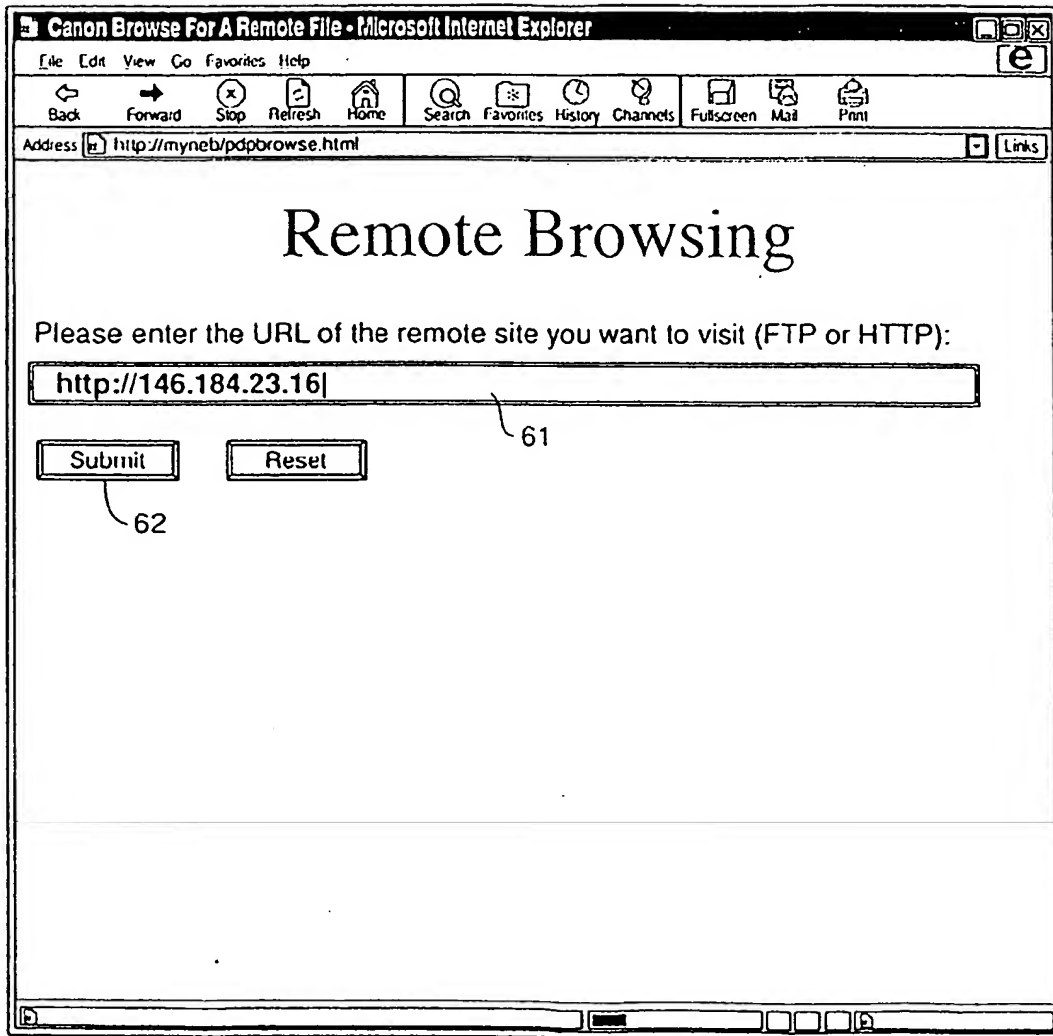 Canon Browse For A Remote File - Microsoft Internet Explorer
File Edit View Go Favorites Help
Back Forward Stop Refresh Home Search Favorites History Channels Fullscreen Mail Print
Address http://myneb/pdpbrowse.html Links
Remote Browsing
Please enter the URL of the remote site you want to visit (FTP or HTTP):
http://146.184.23.16
61
Submit Reset
62